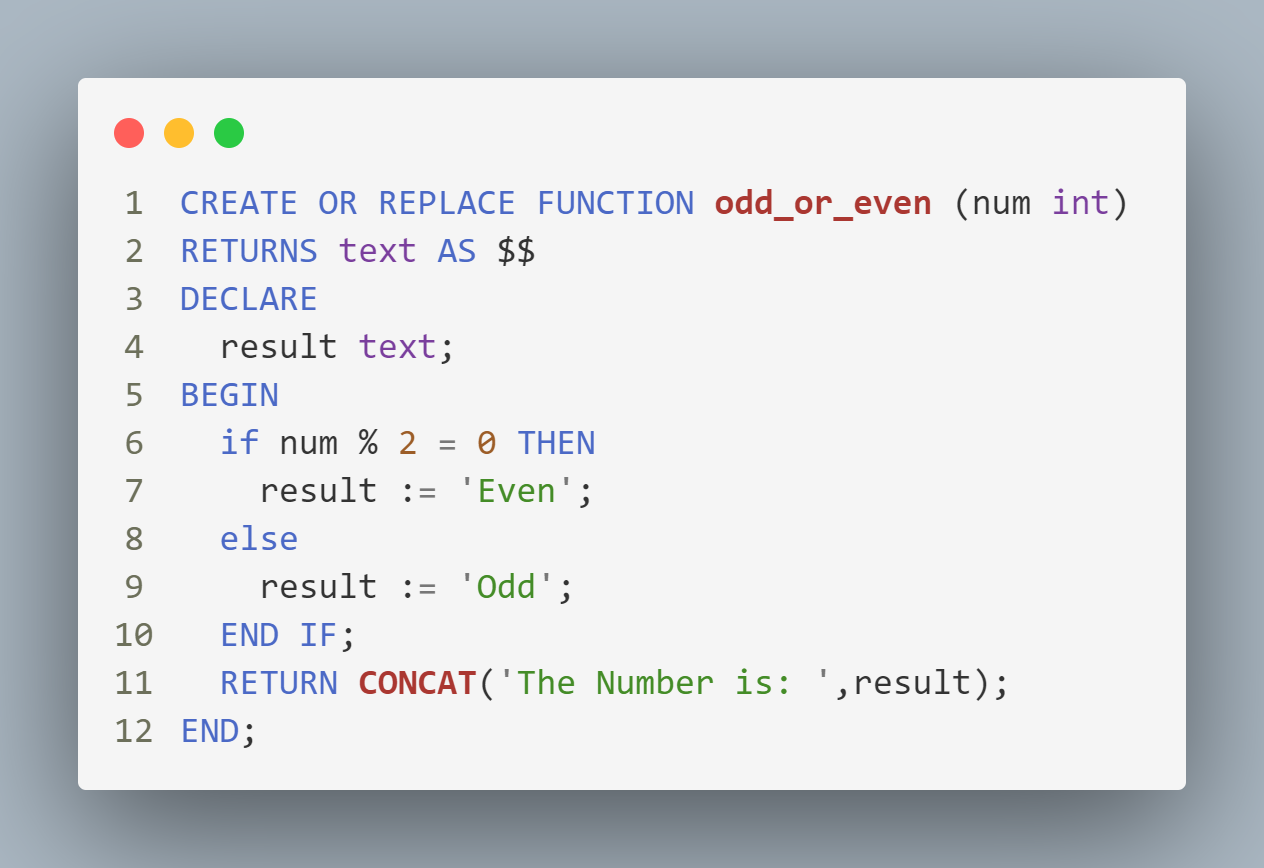 1 CREATE OR REPLACE FUNCTION odd_or_even (num int)
2 RETURNS text AS $$
3 DECLARE
4   result text;
5 BEGIN
6   if num % 2 = 0 THEN
7     result := 'Even';
8   else
9     result := 'Odd';
10   END IF;
11   RETURN CONCAT('The Number is: ',result);
12 END;